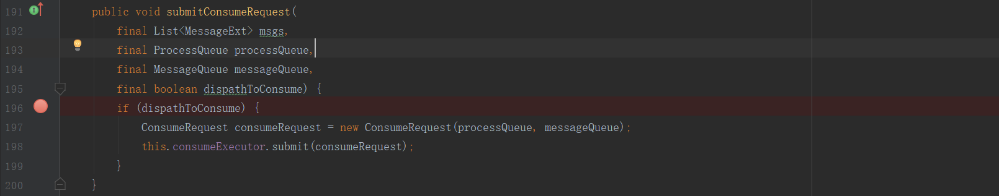 191 public void submitConsumeRequest(
192 final List<MessageExt> msgs,
193 final ProcessQueue processQueue,
194 final MessageQueue messageQueue,
195 final boolean dispathToConsume) {
196 if (dispathToConsume) {
197 ConsumeRequest consumeRequest = new ConsumeRequest(processQueue, messageQueue);
198 this.consumeExecutor.submit(consumeRequest);
199 }
200 }